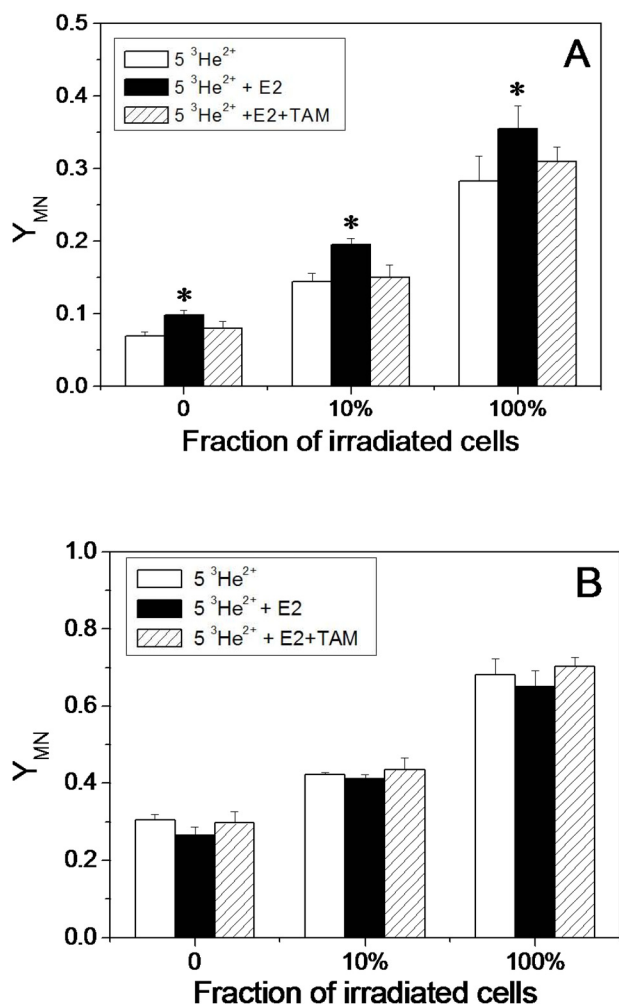 A
5 ³He²⁺
5 ³He²⁺ + E2
5 ³He²⁺ +E2+TAM
0.5
0.4
0.3
0.2
0.1
0.0
Y_MN
*
*
*
0 10% 100%
Fraction of irradiated cells
B
5 ³He²⁺
5 ³He²⁺ + E2
5 ³He²⁺ + E2+TAM
1.0
0.8
0.6
0.4
0.2
0.0
Y_MN
0 10% 100%
Fraction of irradiated cells